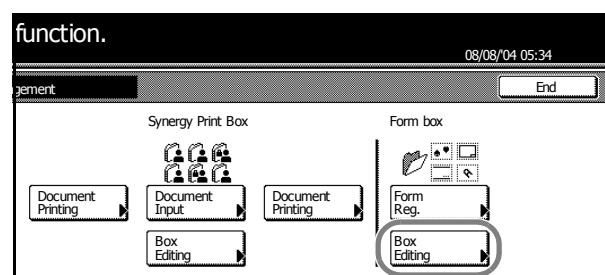 function.
08/08/'04 05:34
gement
End
Synergy Print Box
Form box
Document
Printing
Document
Input
Document
Printing
Form
Reg.
Box
Editing
Box
Editing